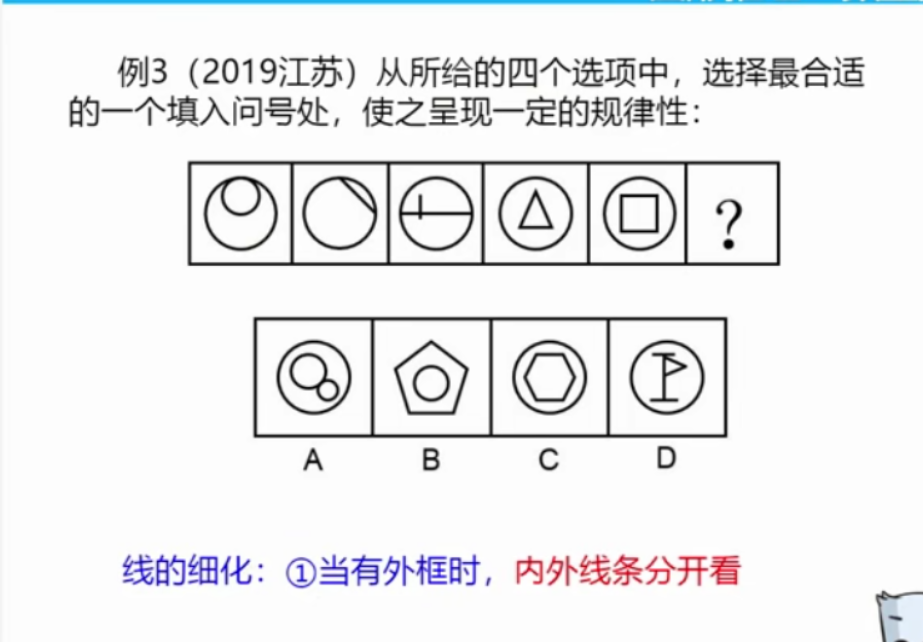 例3（2019江苏）从所给的四个选项中，选择最合适
的一个填入问号处，使之呈现一定的规律性：
?
A B C D
线的细化：①当有外框时，内外线条分开看